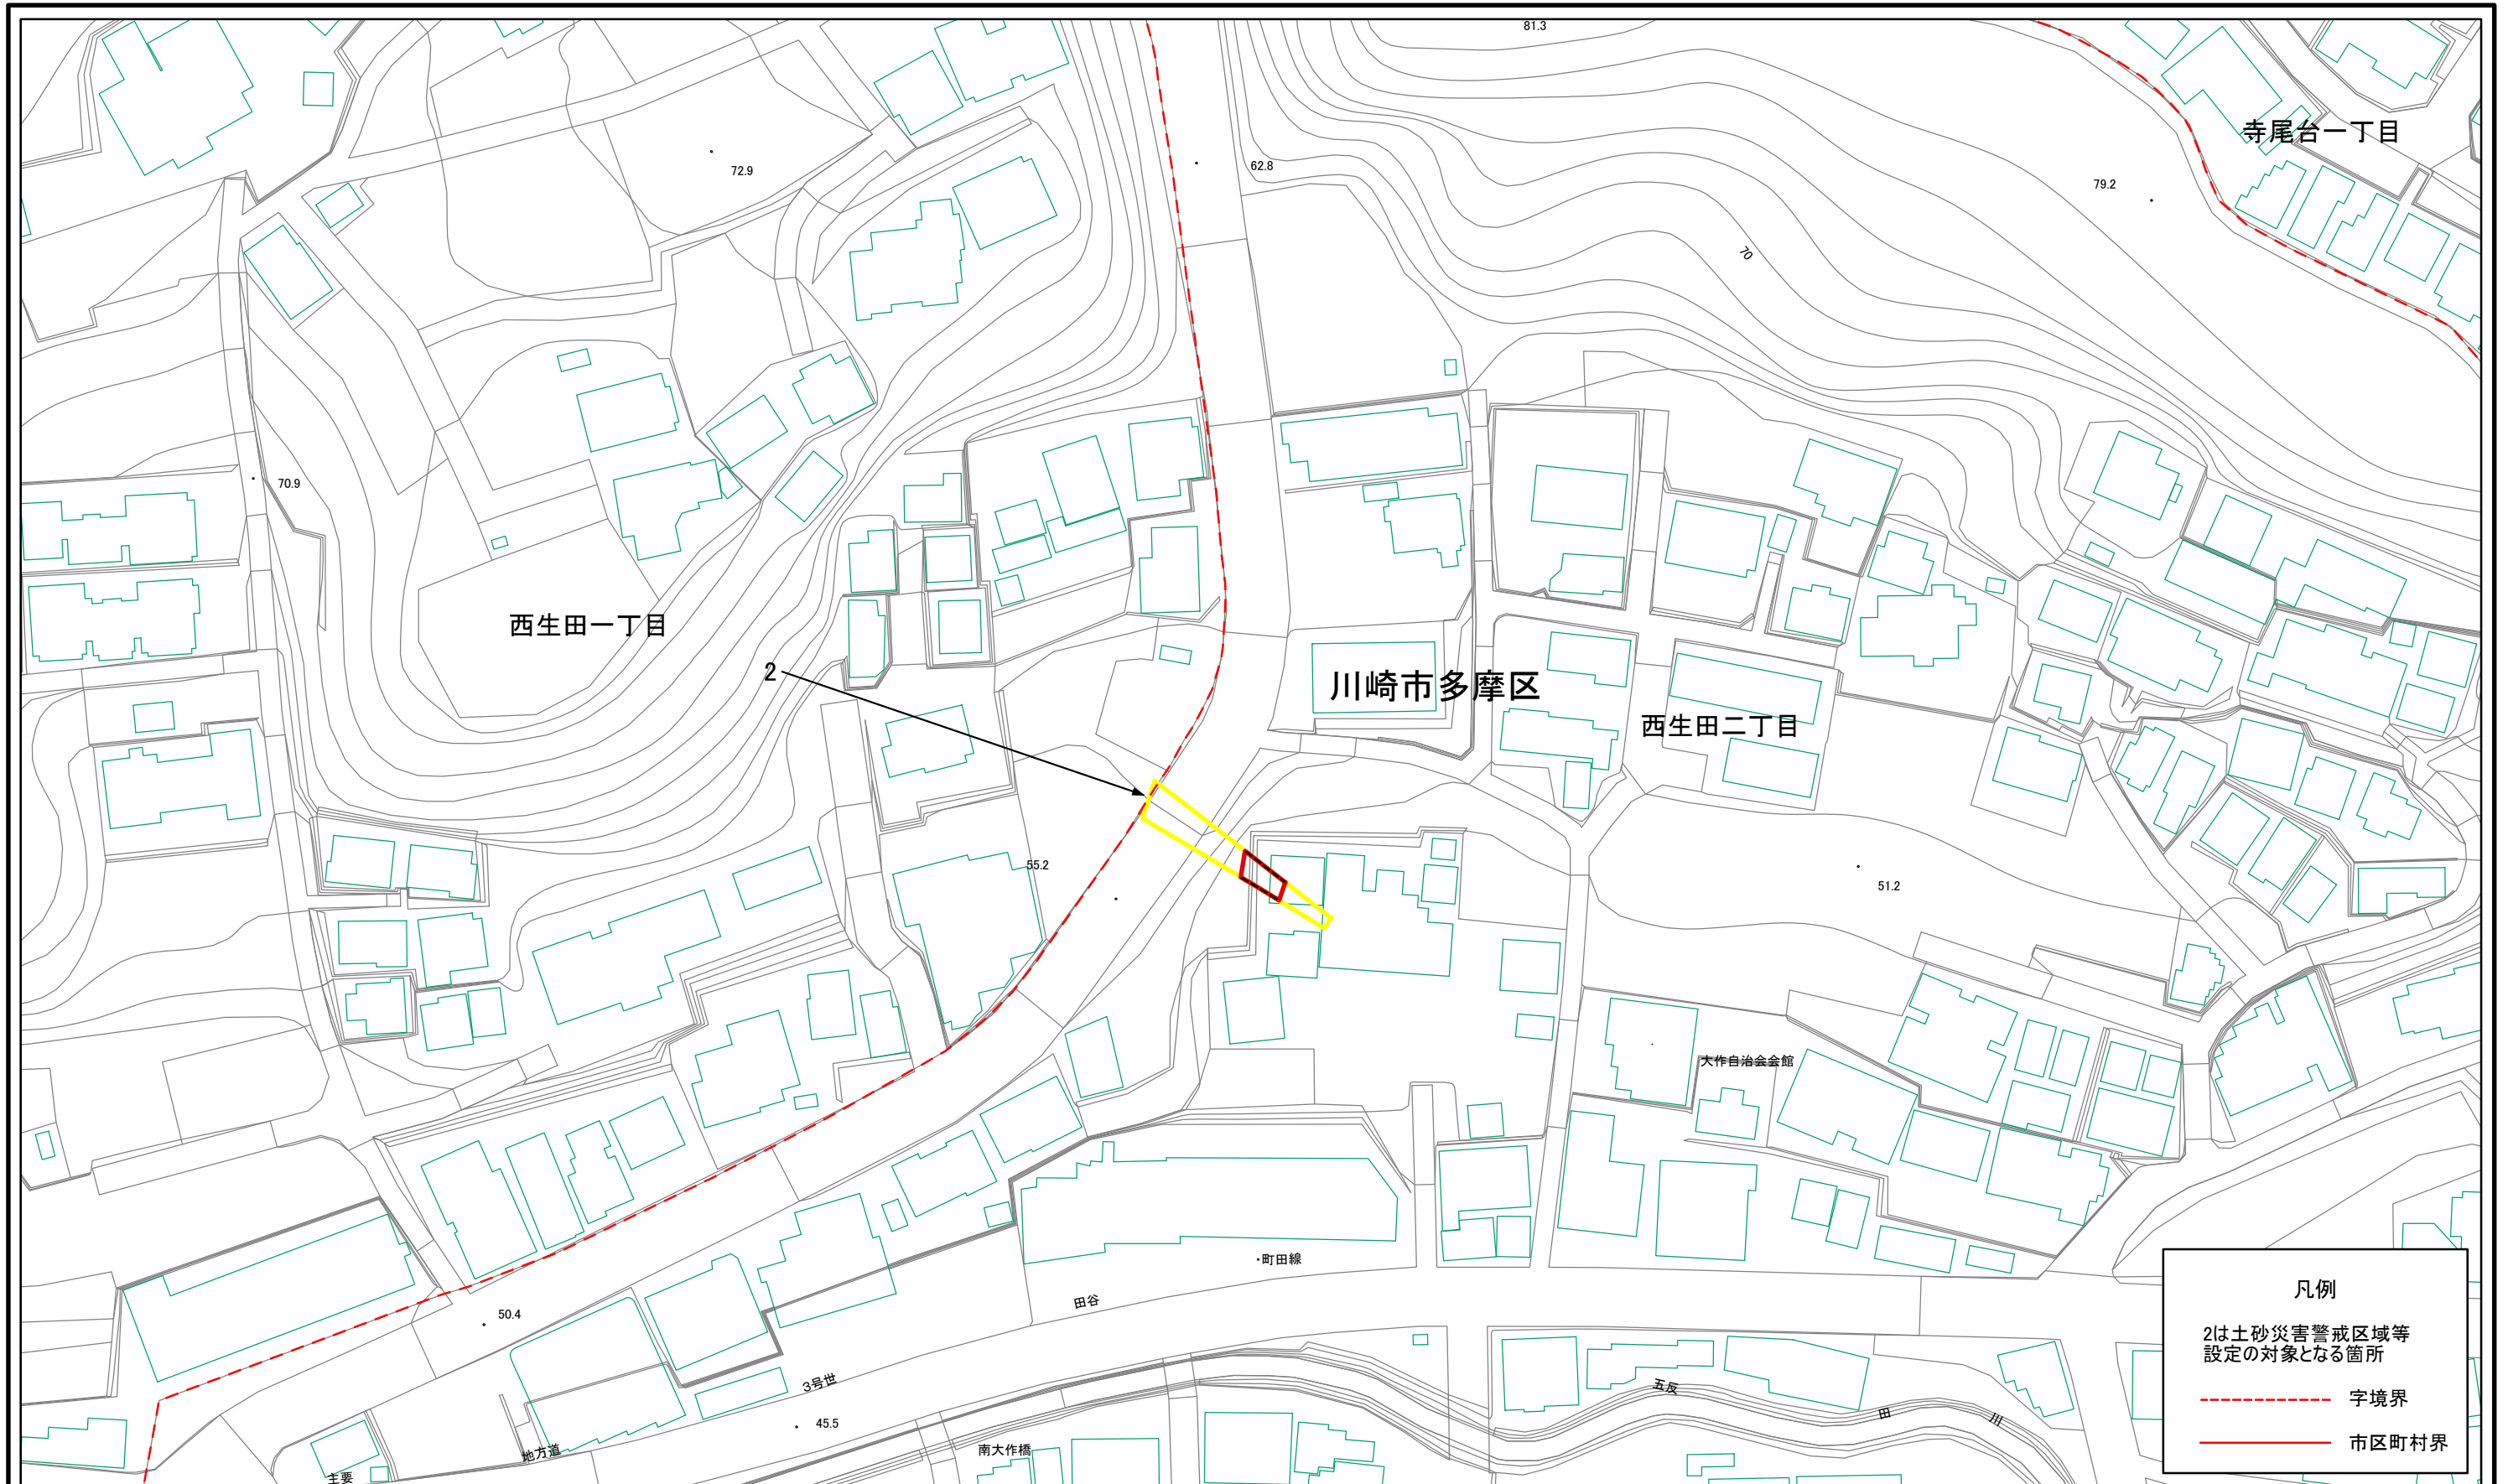 81.3
寺尾台一丁目
72.9
62.8
79.2
70
70.9
西生田一丁目
2
川崎市多摩区
西生田二丁目
55.2
51.2
大作自治会会館
・町田線
田谷
50.4
3号世
45.5
地方道
主要
南大作橋
五反
田
川
凡例
2は土砂災害警戒区域等
設定の対象となる箇所
字境界
市区町村界